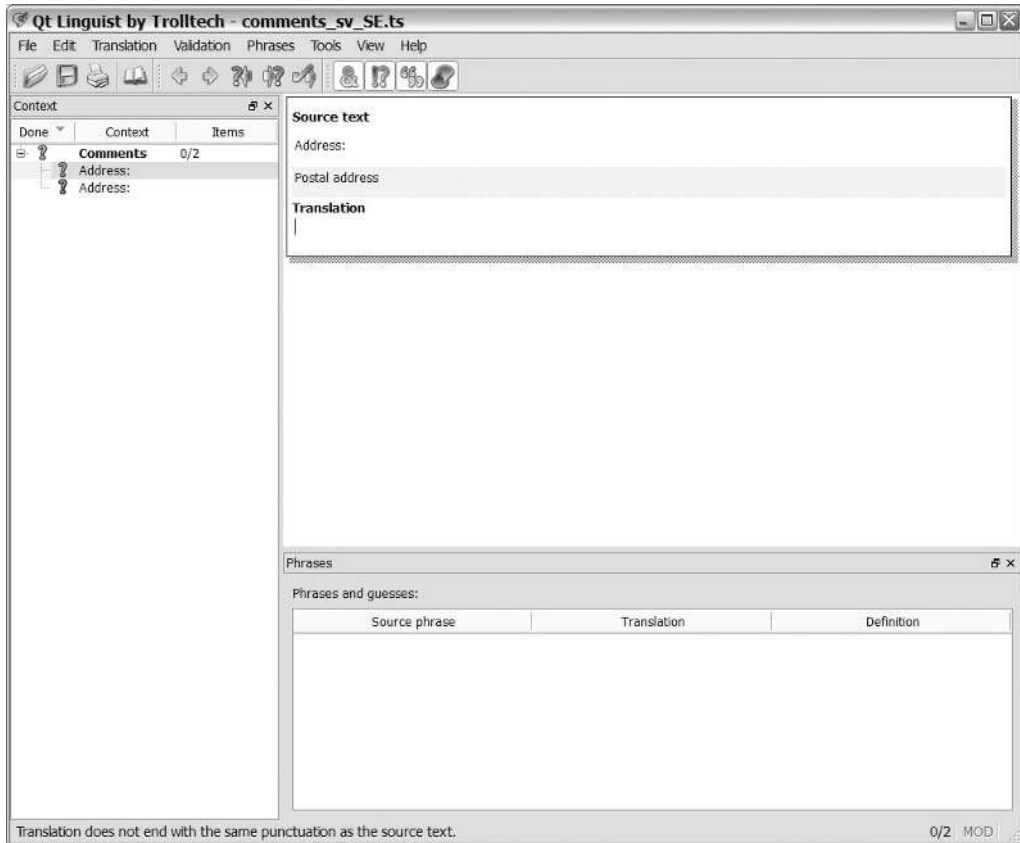 Qt Linguist by Trolltech - comments_sv_SE.ts
File Edit Translation Validation Phrases Tools View Help
Context
Done Context Items
Comments 0/2
Address:
Address:
Source text
Address:
Postal address
Translation
Phrases
Phrases and guesses:
Source phrase Translation Definition
Translation does not end with the same punctuation as the source text. 0/2 MOD